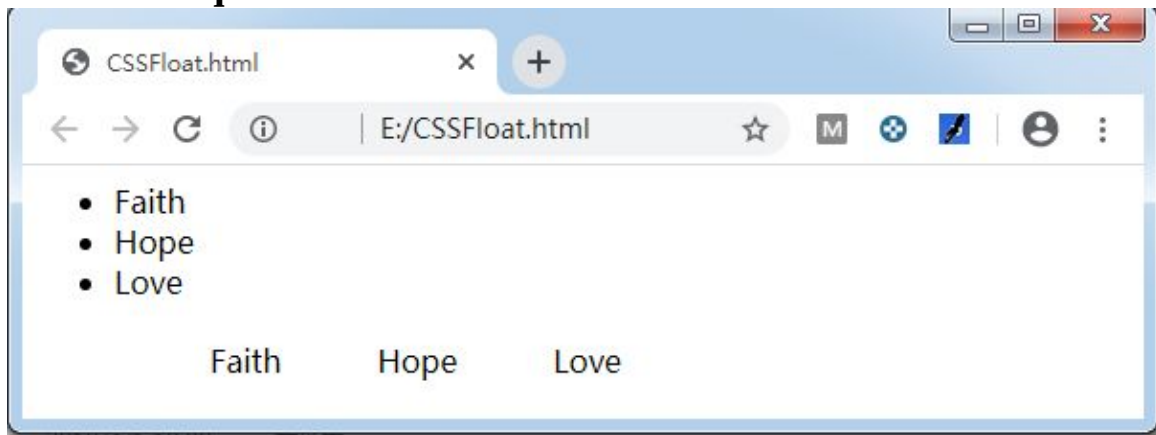 CSSFloat.html
E:/CSSFloat.html
M
• Faith
• Hope
• Love
Faith Hope Love